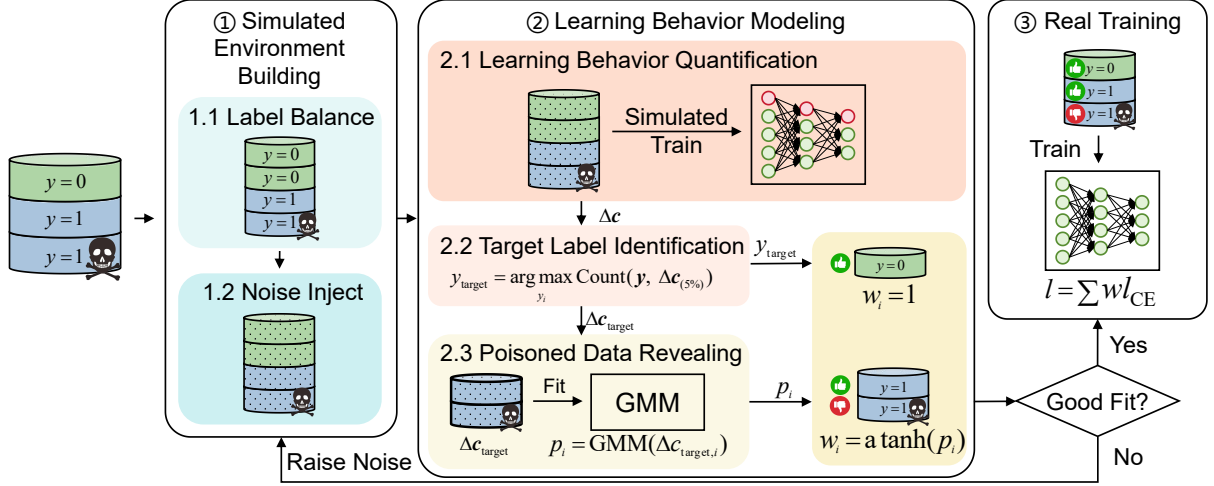 y = 0
y = 1
y = 1
① Simulated
Environment
Building
1.1 Label Balance
y = 0
y = 0
y = 1
y = 1
1.2 Noise Inject
② Learning Behavior Modeling
2.1 Learning Behavior Quantification
Simulated
Train
Δc
2.2 Target Label Identification
y_target = arg max Count(y, Δc_(5%))
y_i
y_target
y = 0
w_i = 1
Δc_target
2.3 Poisoned Data Revealing
Fit
GMM
Δc_target
p_i = GMM(Δc_target,i)
p_i
y = 1
y = 1
w_i = a tanh(p_i)
③ Real Training
y = 0
y = 1
y = 1
Train
l = ∑ wl_CE
Yes
Good Fit?
No
Raise Noise